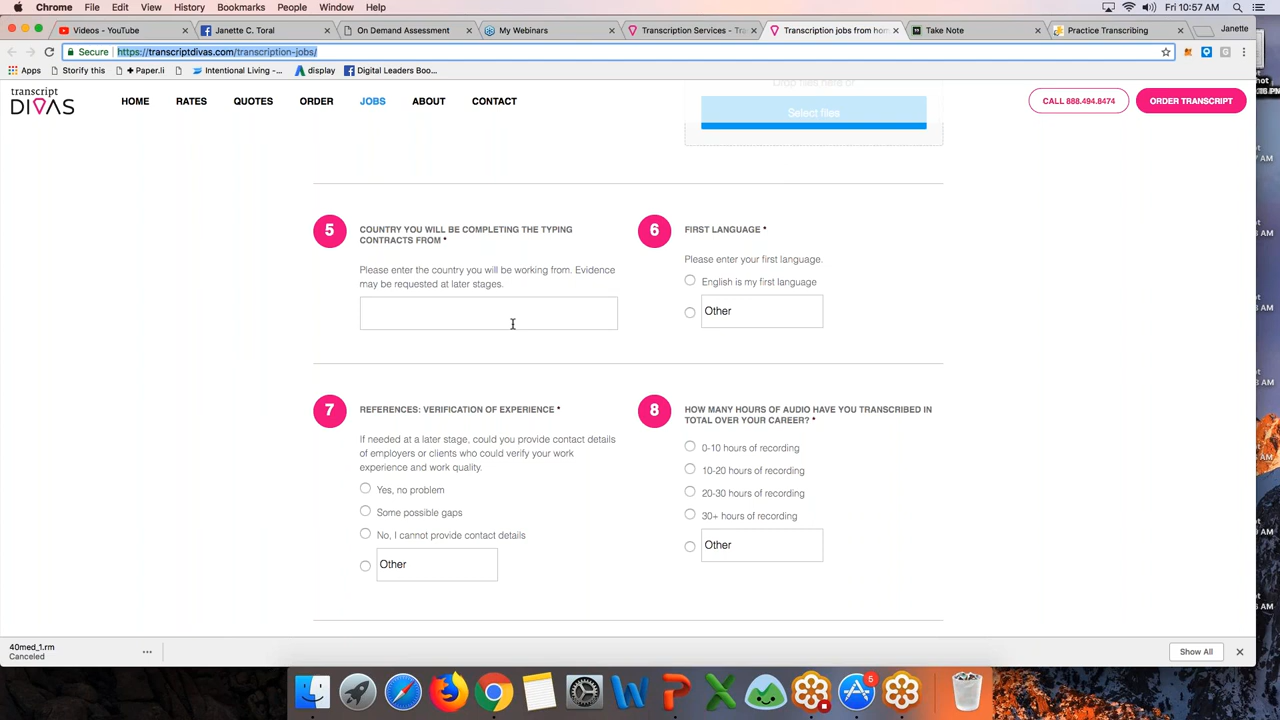 Chrome File Edit View History Bookmarks People Window Help
Fri 10:57 AM
Videos - YouTube
Janette C. Toral
On Demand Assessment
My Webinars
Transcription Services - Tra
Transcription jobs from hom
Take Note
Practice Transcribing
Janette
Secure https://transcriptdivas.com/transcription-jobs/
Apps Storify this + Paper.li Intentional Living -... display Digital Leaders Boo...
transcript
DIVAS
HOME RATES QUOTES ORDER JOBS ABOUT CONTACT
CALL 888.494.8474
ORDER TRANSCRIPT
Drop files here or
Select files
5
COUNTRY YOU WILL BE COMPLETING THE TYPING
CONTRACTS FROM *
Please enter the country you will be working from. Evidence
may be requested at later stages.
6
FIRST LANGUAGE *
Please enter your first language.
English is my first language
Other
7
REFERENCES: VERIFICATION OF EXPERIENCE *
If needed at a later stage, could you provide contact details
of employers or clients who could verify your work
experience and work quality.
Yes, no problem
Some possible gaps
No, I cannot provide contact details
Other
8
HOW MANY HOURS OF AUDIO HAVE YOU TRANSCRIBED IN
TOTAL OVER YOUR CAREER? *
0-10 hours of recording
10-20 hours of recording
20-30 hours of recording
30+ hours of recording
Other
40med_1.rm
Canceled
Show All
5